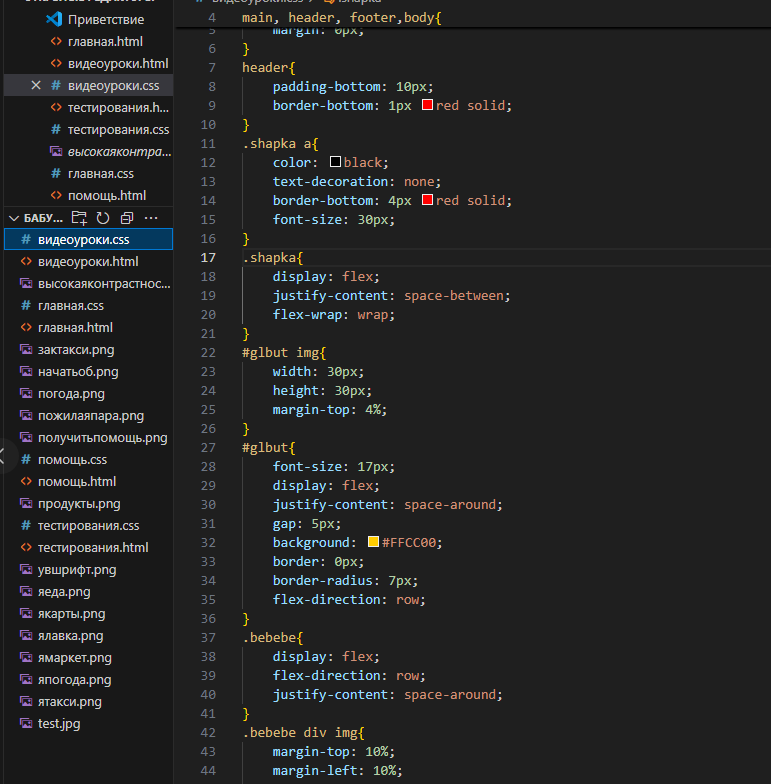 Приветствие
главная.html
видеоуроки.html
# видеоуроки.css
тестирования.h...
# тестирования.css
высокаяконтра...
# главная.css
помощь.html
БАБУ...
# видеоуроки.css
видеоуроки.html
высокаяконтрастнос...
# главная.css
главная.html
зактакси.png
начатьоб.png
погода.png
пожилаяпара.png
получитьпомощь.png
# помощь.css
помощь.html
продукты.png
# тестирования.css
тестирования.html
увшрифт.png
яеда.png
якарты.png
ялавка.png
ямаркет.png
япогода.png
ятакси.png
test.jpg
4 main, header, footer,body{
5 margin: 0px;
6 }
7 header{
8 padding-bottom: 10px;
9 border-bottom: 1px red solid;
10 }
11 .shapka a{
12 color: black;
13 text-decoration: none;
14 border-bottom: 4px red solid;
15 font-size: 30px;
16 }
17 .shapka{
18 display: flex;
19 justify-content: space-between;
20 flex-wrap: wrap;
21 }
22 #glbut img{
23 width: 30px;
24 height: 30px;
25 margin-top: 4%;
26 }
27 #glbut{
28 font-size: 17px;
29 display: flex;
30 justify-content: space-around;
31 gap: 5px;
32 background: #FFCC00;
33 border: 0px;
34 border-radius: 7px;
35 flex-direction: row;
36 }
37 .bebebe{
38 display: flex;
39 flex-direction: row;
40 justify-content: space-around;
41 }
42 .bebebe div img{
43 margin-top: 10%;
44 margin-left: 10%;